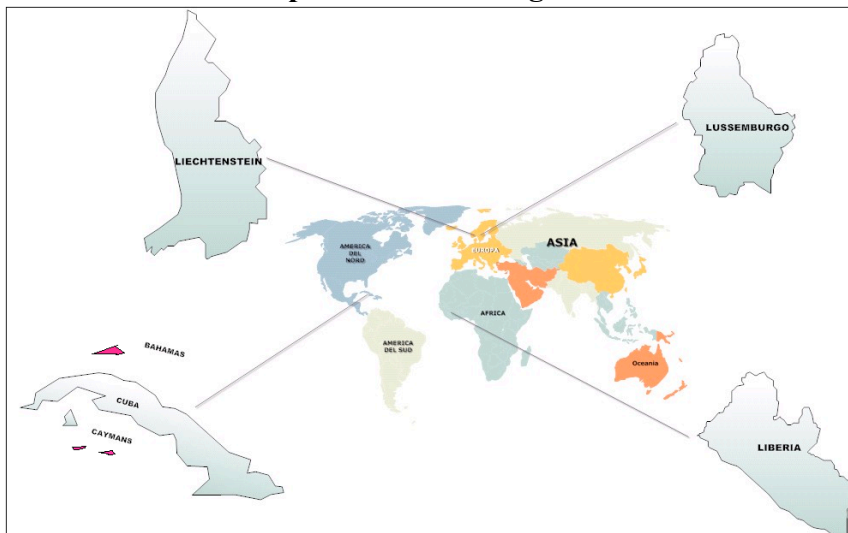 LIECHTENSTEIN
LUSSEMBURGO
AMERICA
DEL
NORD
EUROPA
ASIA
AFRICA
AMERICA
DEL SUD
Oceania
BAHAMAS
CUBA
CAYMANS
LIBERIA